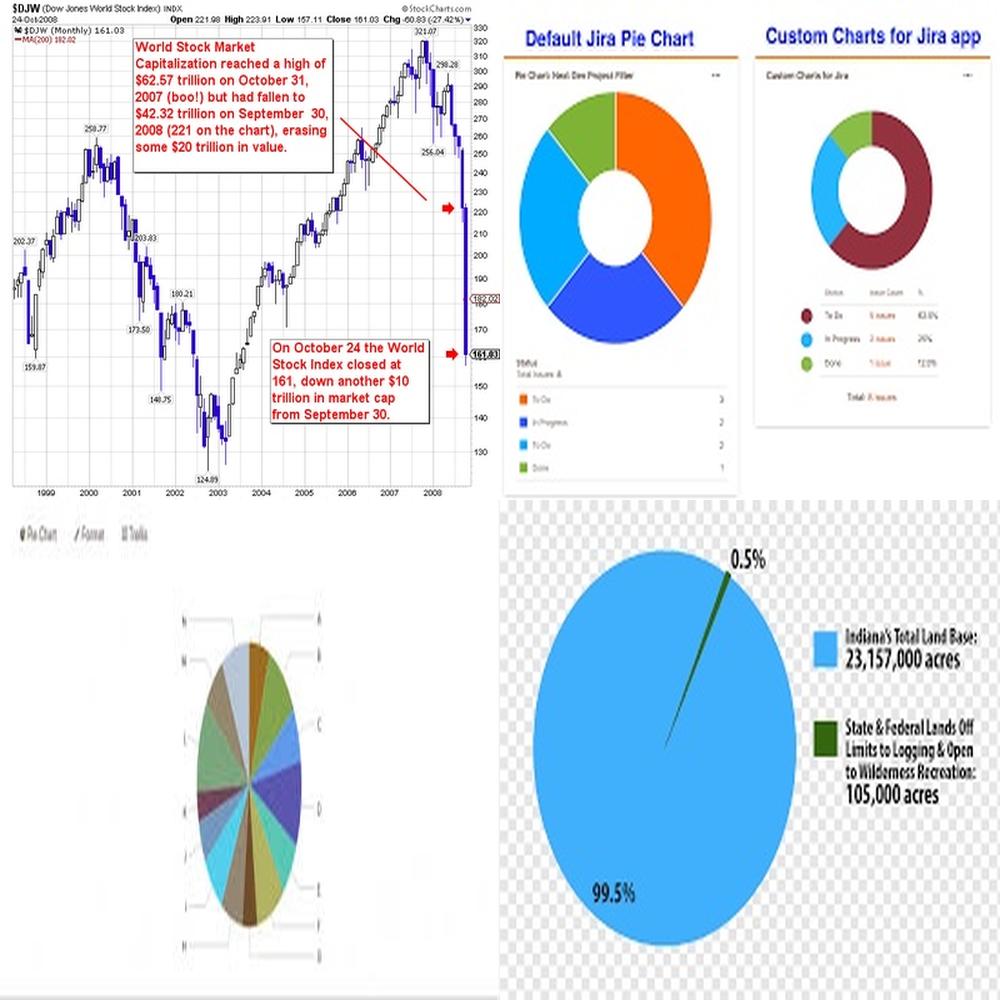 $DJW (Dow Jones World Stock Index) INDX
© StockCharts.com
24-Oct-2008
Open 221.98 High 223.91 Low 157.11 Close 161.03 Chg -60.83 (-27.42%)
$DJW (Monthly) 161.03
MA(200) 182.02
World Stock Market
Capitalization reached a high of
$62.57 trillion on October 31,
2007 (boo!) but had fallen to
$42.32 trillion on September 30,
2008 (221 on the chart), erasing
some $20 trillion in value.
321.07
298.28
258.77
256.04
202.37
203.83
180.21
173.50
159.87
148.75
124.89
On October 24 the World
Stock Index closed at
161, down another $10
trillion in market cap
from September 30.
330
320
310
300
290
280
270
260
250
240
230
220
210
200
190
182.02
170
161.03
150
140
130
1999 2000 2001 2002 2003 2004 2005 2006 2007 2008
Default Jira Pie Chart
Pie Chart: Next Gen Project Filter
Status
Total Issues: 8
To Do 3
In Progress 2
To Do 2
Done 1
Custom Charts for Jira app
Custom Charts for Jira
Status Issue Count %
To Do 5 issues 62.5%
In Progress 2 issues 25%
Done 1 issue 12.5%
Total: 8 issues
Pie Chart Format Trellis
0.5%
99.5%
Indiana's Total Land Base:
23,157,000 acres
State & Federal Lands Off
Limits to Logging & Open
to Wilderness Recreation:
105,000 acres